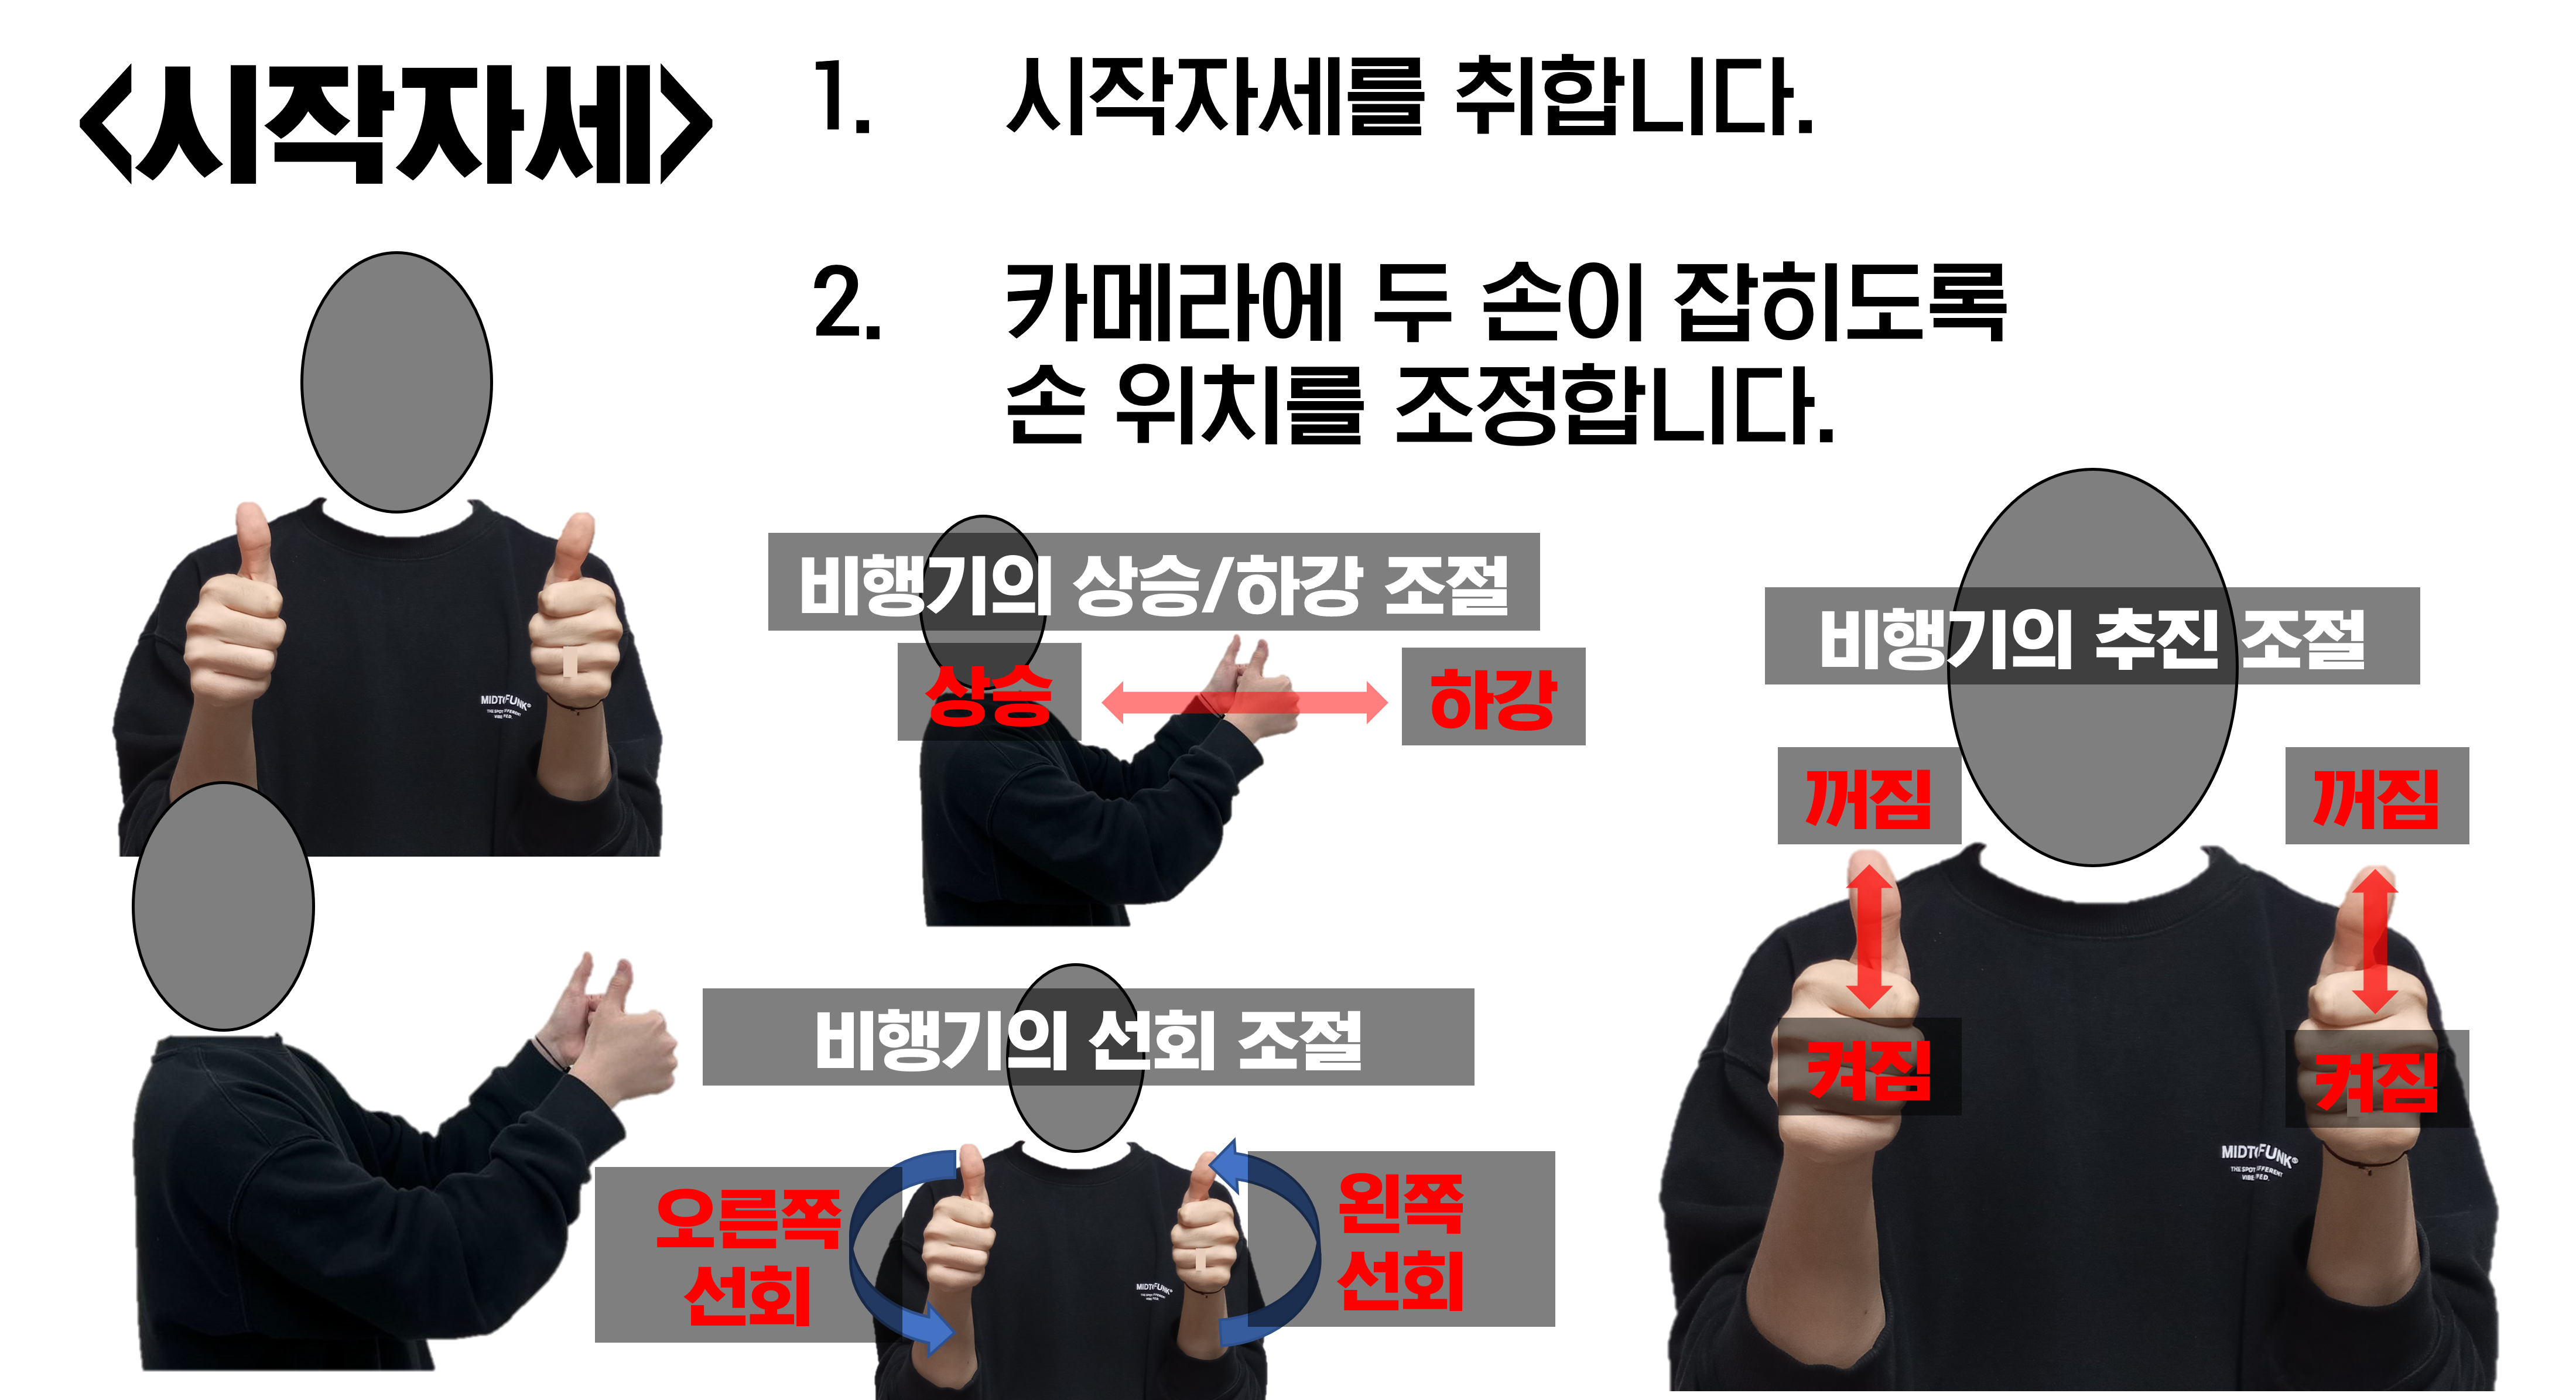 <시작자세>
1. 시작자세를 취합니다.
2. 카메라에 두 손이 잡히도록
손 위치를 조정합니다.
비행기의 상승/하강 조절
상승
하강
비행기의 추진 조절
꺼짐
꺼짐
켜짐
켜짐
비행기의 선회 조절
오른쪽
선회
왼쪽
선회